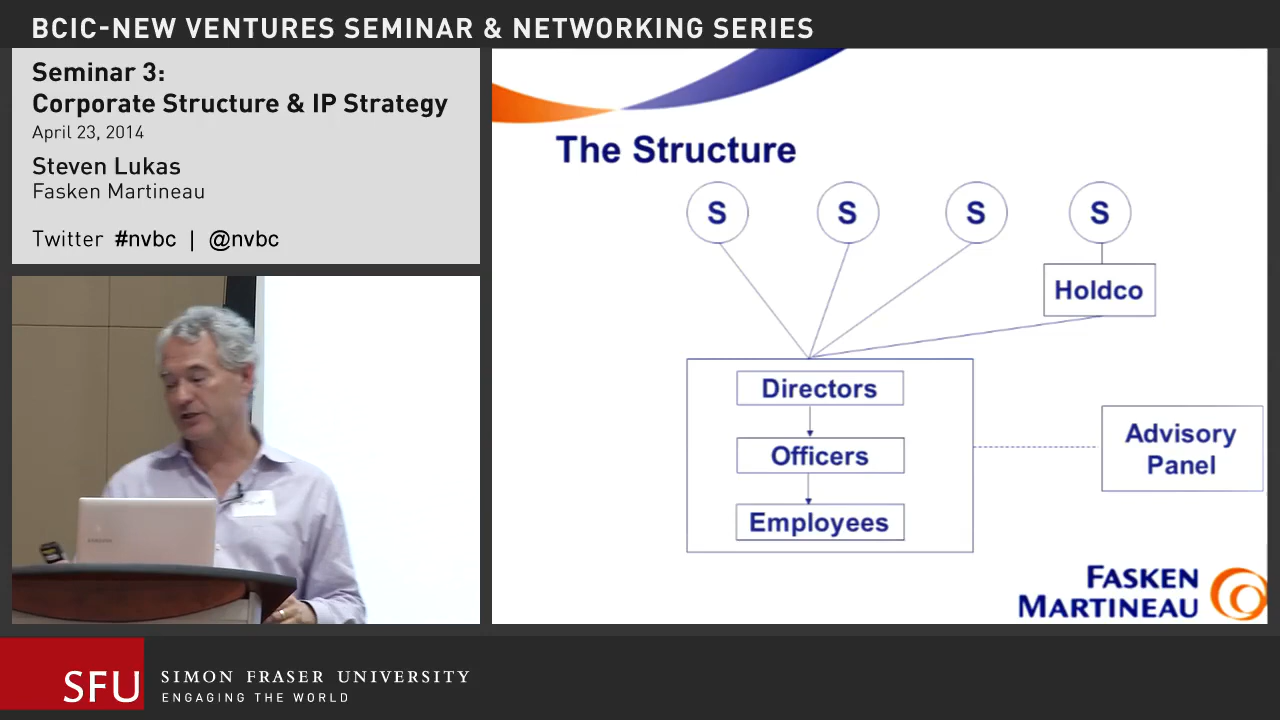 BCIC-NEW VENTURES SEMINAR & NETWORKING SERIES
Seminar 3:
Corporate Structure & IP Strategy
April 23, 2014
Steven Lukas
Fasken Martineau
Twitter #nvbc | @nvbc
The Structure
S S S S
Holdco
Directors
Officers
Employees
Advisory
Panel
FASKEN
MARTINEAU
SFU
SIMON FRASER UNIVERSITY
ENGAGING THE WORLD